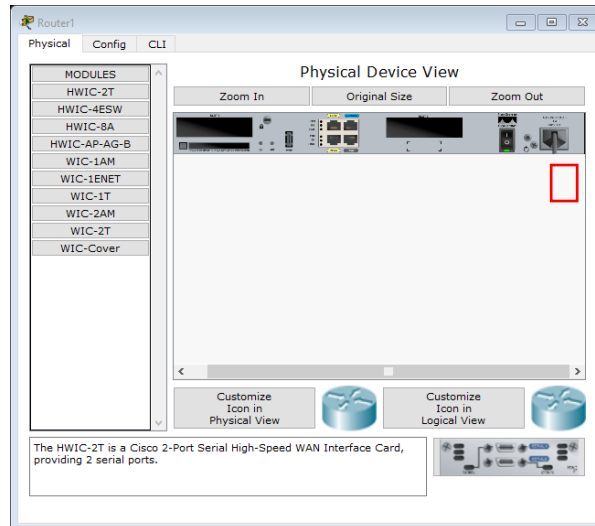 Router1
Physical Config CLI
MODULES
HWIC-2T
HWIC-4ESW
HWIC-8A
HWIC-AP-AG-B
WIC-1AM
WIC-1ENET
WIC-1T
WIC-2AM
WIC-2T
WIC-Cover
Physical Device View
Zoom In Original Size Zoom Out
Customize
Icon in
Physical View
Customize
Icon in
Logical View
The HWIC-2T is a Cisco 2-Port Serial High-Speed WAN Interface Card,
providing 2 serial ports.